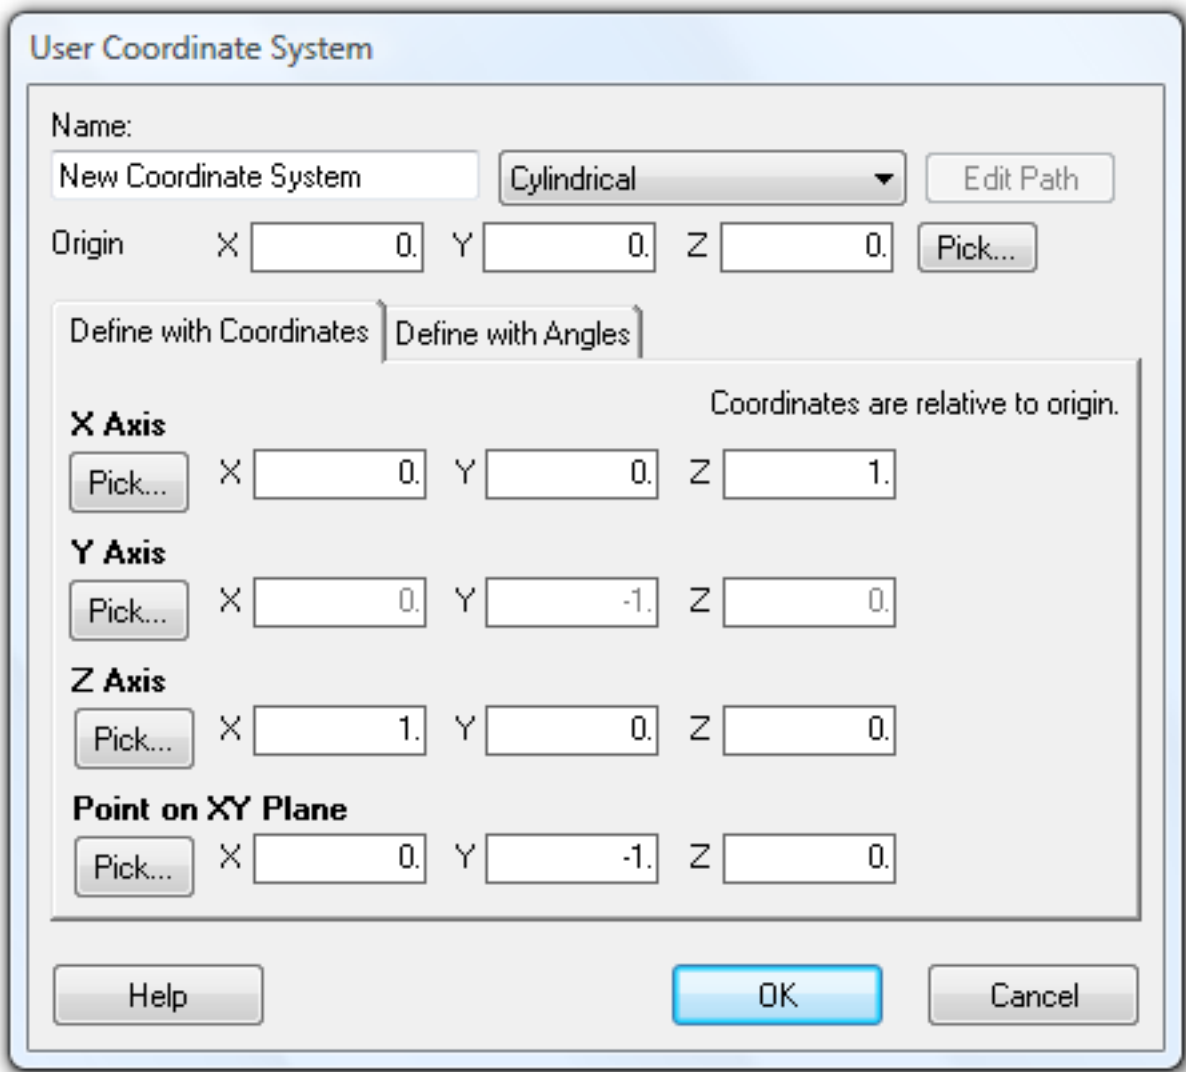 User Coordinate System
Name:
New Coordinate System Cylindrical Edit Path
Origin X 0. Y 0. Z 0. Pick...
Define with Coordinates Define with Angles
Coordinates are relative to origin.
X Axis
Pick... X 0. Y 0. Z 1.
Y Axis
Pick... X 0. Y -1. Z 0.
Z Axis
Pick... X 1. Y 0. Z 0.
Point on XY Plane
Pick... X 0. Y -1. Z 0.
Help OK Cancel